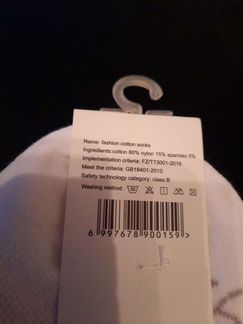 Name: fashion cotton socks
Ingredients:cotton 80% nylon 15% spandex 5%
Implementation criteria: FZ/T73001-2016
Meet the criteria: GB18401-2010
Safety technology category: class B
Washing method:
6 997678 900159 >